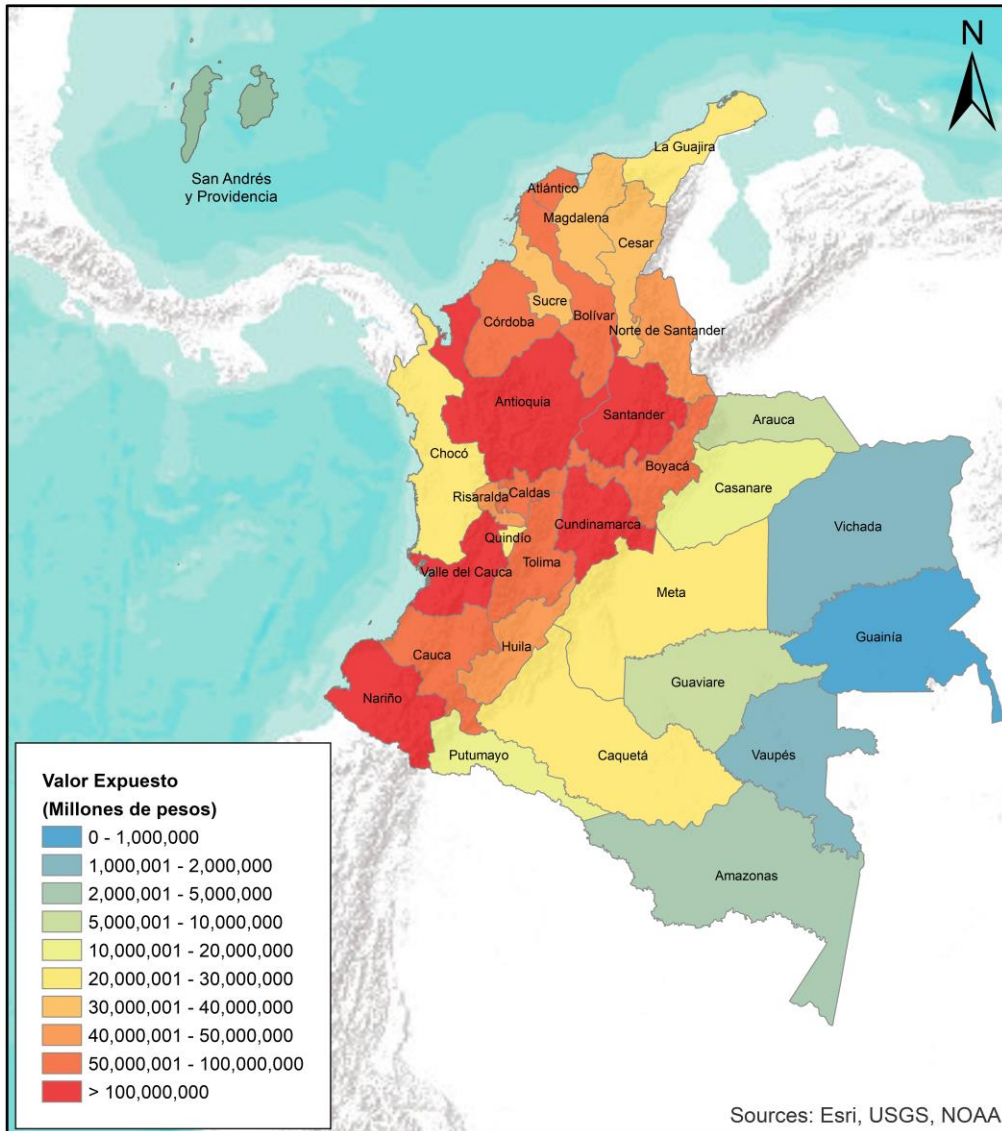 N
La Guajira
San Andrés
y Providencia
Atlántico
Magdalena
Cesar
Sucre
Bolívar
Córdoba
Norte de Santander
Antioquia
Santander
Arauca
Chocó
Boyacá
Casanare
Risaralda
Caldas
Cundinamarca
Vichada
Quindío
Tolima
Valle del Cauca
Meta
Guainía
Huila
Cauca
Guaviare
Nariño
Putumayo
Caquetá
Vaupés
Amazonas
Valor Expuesto
(Millones de pesos)
0 - 1,000,000
1,000,001 - 2,000,000
2,000,001 - 5,000,000
5,000,001 - 10,000,000
10,000,001 - 20,000,000
20,000,001 - 30,000,000
30,000,001 - 40,000,000
40,000,001 - 50,000,000
50,000,001 - 100,000,000
> 100,000,000
Sources: Esri, USGS, NOAA